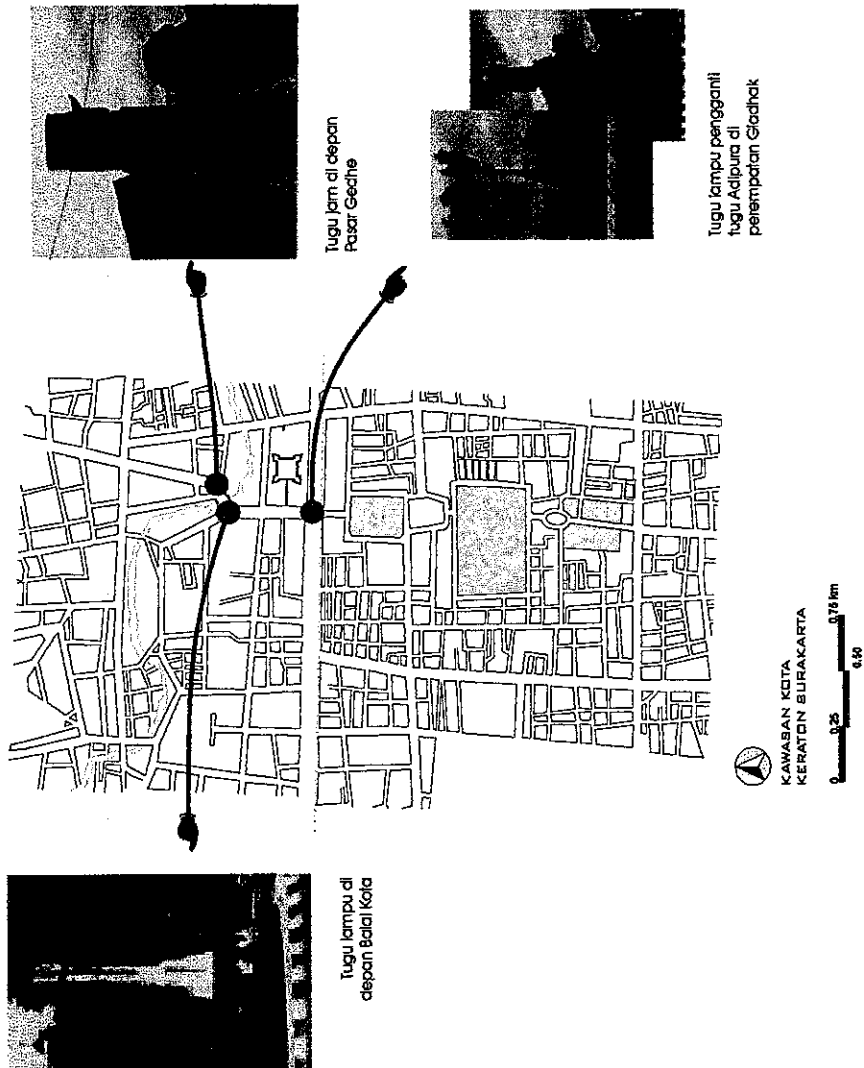 Tugu jam di depan
Pasar Gedhe
Tugu lampu pengganti
tugu Adipura di
perempatan Gladhak
Tugu lampu di
depan Balai Kota
KAWASAN KOTA
KERATON SURAKARTA
0
0.25
0.50
0.75 km